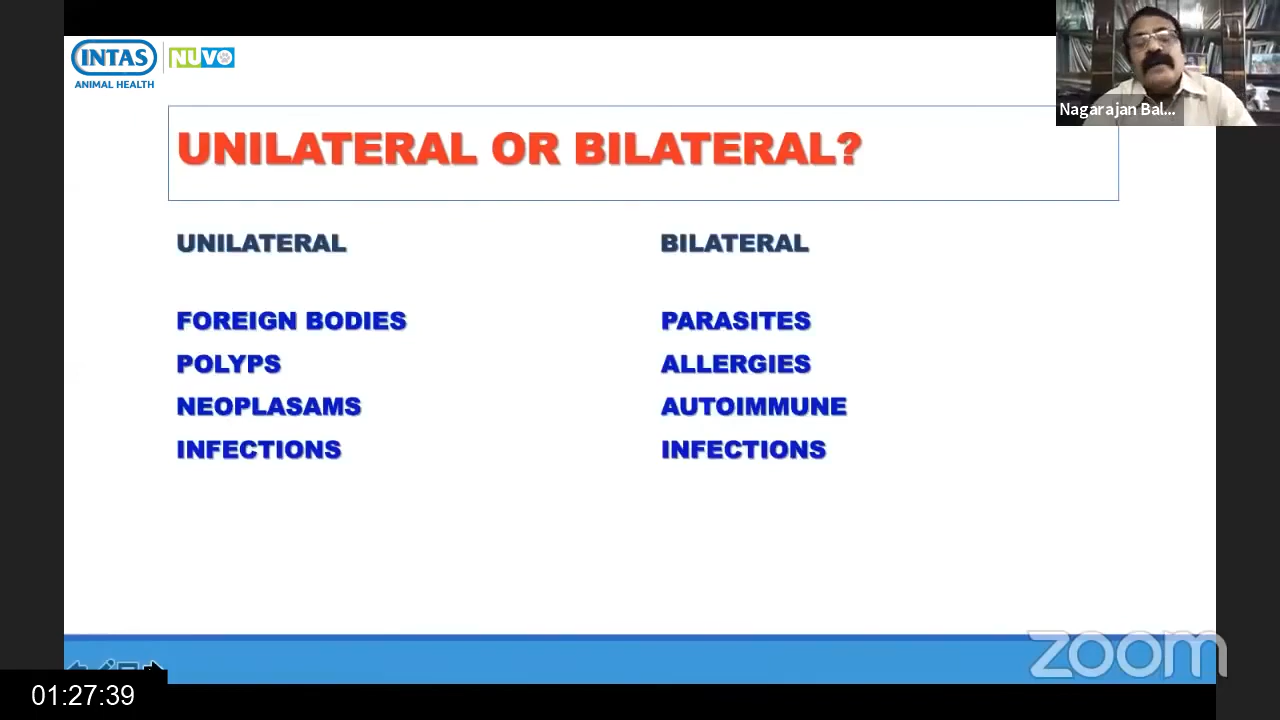 INTAS
NUVO
ANIMAL HEALTH
Nagarajan Bal...
UNILATERAL OR BILATERAL?
UNILATERAL
FOREIGN BODIES
POLYPS
NEOPLASAMS
INFECTIONS
BILATERAL
PARASITES
ALLERGIES
AUTOIMMUNE
INFECTIONS
zoom
01:27:39